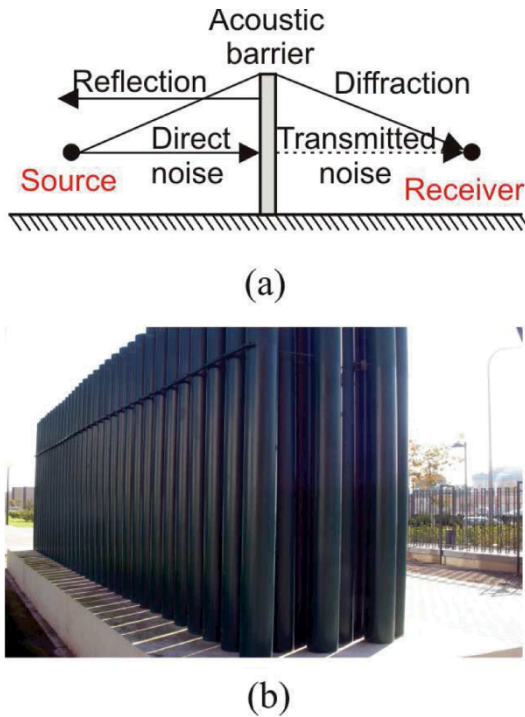 Acoustic
barrier
Reflection Diffraction
Direct Transmitted
noise noise
Source Receiver
(a)
(b)